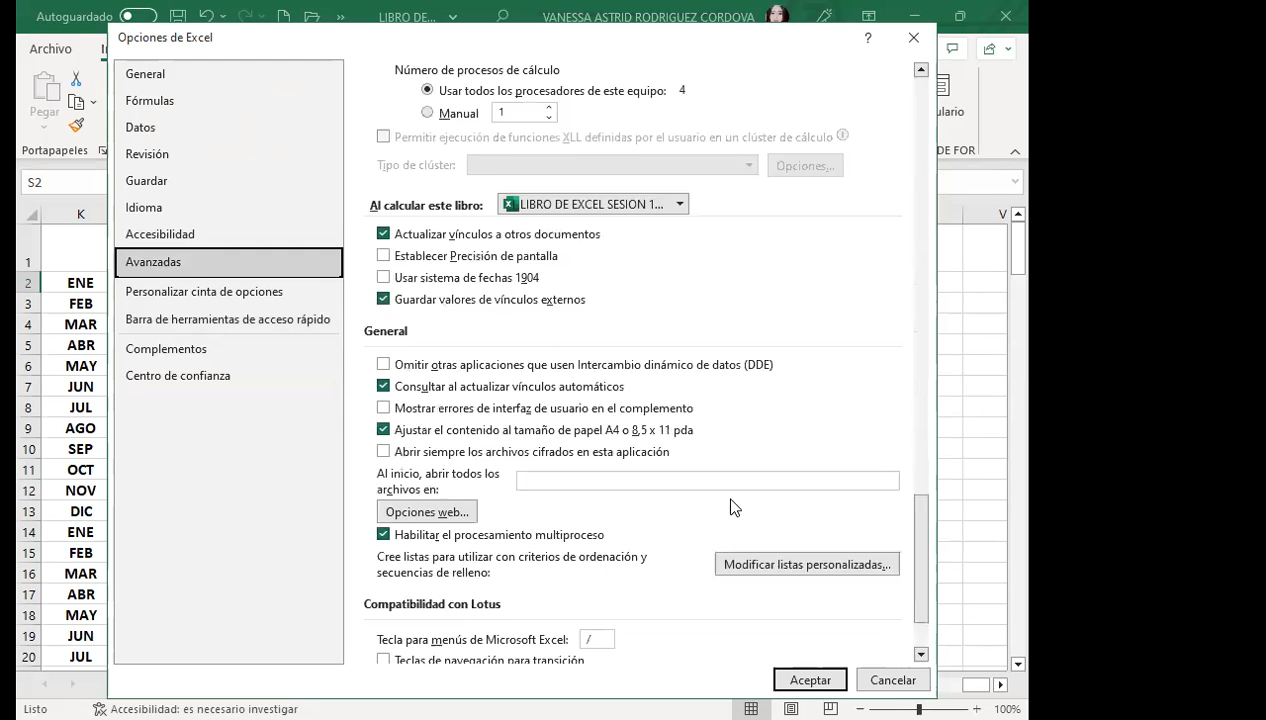 Autoguardado
LIBRO DE...
VANESSA ASTRID RODRIGUEZ CORDOVA
Opciones de Excel
?
Archivo
General
Fórmulas
Datos
Revisión
Guardar
Idioma
Accesibilidad
Avanzadas
Personalizar cinta de opciones
Barra de herramientas de acceso rápido
Complementos
Centro de confianza
Número de procesos de cálculo
Usar todos los procesadores de este equipo: 4
Manual 1
Permitir ejecución de funciones XLL definidas por el usuario en un clúster de cálculo
Tipo de clúster: Opciones...
Al calcular este libro: LIBRO DE EXCEL SESION 1...
Actualizar vínculos a otros documentos
Establecer Precisión de pantalla
Usar sistema de fechas 1904
Guardar valores de vínculos externos
General
Omitir otras aplicaciones que usen Intercambio dinámico de datos (DDE)
Consultar al actualizar vínculos automáticos
Mostrar errores de interfaz de usuario en el complemento
Ajustar el contenido al tamaño de papel A4 o 8,5 x 11 pda
Abrir siempre los archivos cifrados en esta aplicación
Al inicio, abrir todos los
archivos en:
Opciones web...
Habilitar el procesamiento multiproceso
Cree listas para utilizar con criterios de ordenación y
secuencias de relleno:
Modificar listas personalizadas...
Compatibilidad con Lotus
Tecla para menús de Microsoft Excel: /
Teclas de navegación para transición
Aceptar
Cancelar
Pegar
Portapapeles
ulario
DE FOR
S2
K
V
1
2 ENE
3 FEB
4 MAR
5 ABR
6 MAY
7 JUN
8 JUL
9 AGO
10 SEP
11 OCT
12 NOV
13 DIC
14 ENE
15 FEB
16 MAR
17 ABR
18 MAY
19 JUN
20 JUL
Listo
Accesibilidad: es necesario investigar
100%